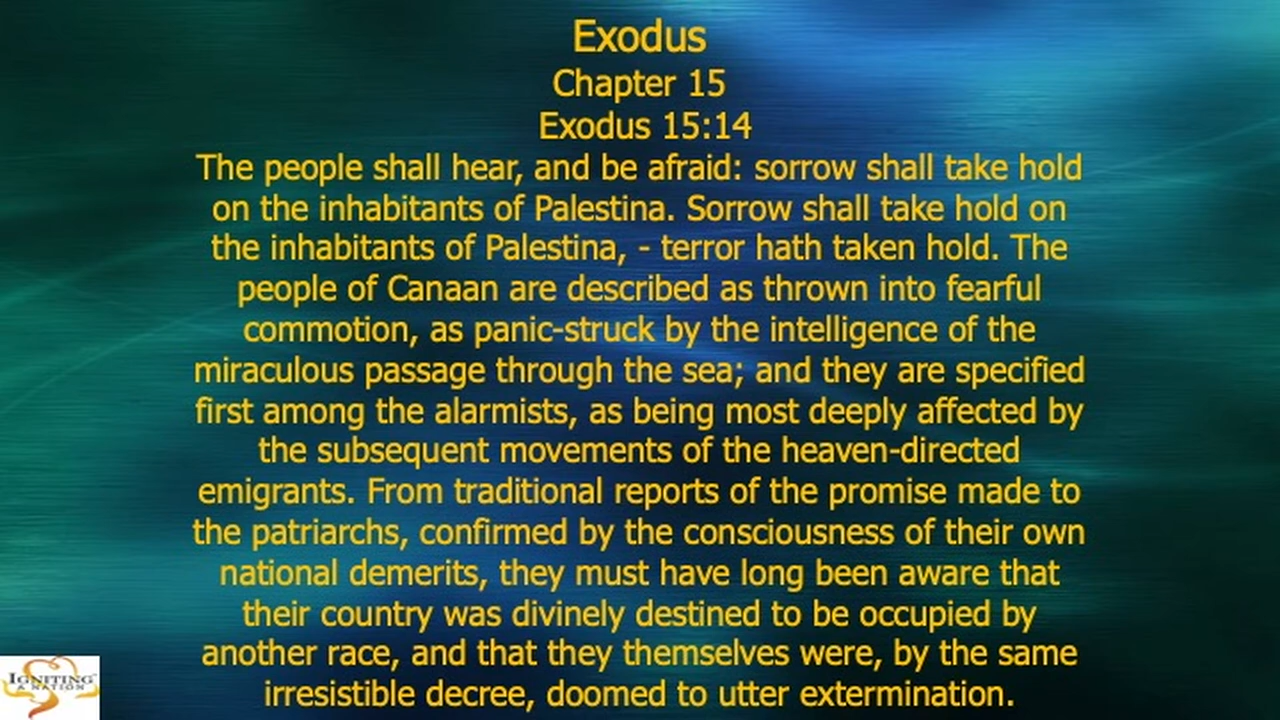 Exodus
Chapter 15
Exodus 15:14
The people shall hear, and be afraid: sorrow shall take hold
on the inhabitants of Palestina. Sorrow shall take hold on
the inhabitants of Palestina, - terror hath taken hold. The
people of Canaan are described as thrown into fearful
commotion, as panic-struck by the intelligence of the
miraculous passage through the sea; and they are specified
first among the alarmists, as being most deeply affected by
the subsequent movements of the heaven-directed
emigrants. From traditional reports of the promise made to
the patriarchs, confirmed by the consciousness of their own
national demerits, they must have long been aware that
their country was divinely destined to be occupied by
another race, and that they themselves were, by the same
irresistible decree, doomed to utter extermination.
IGNITING
A NATION